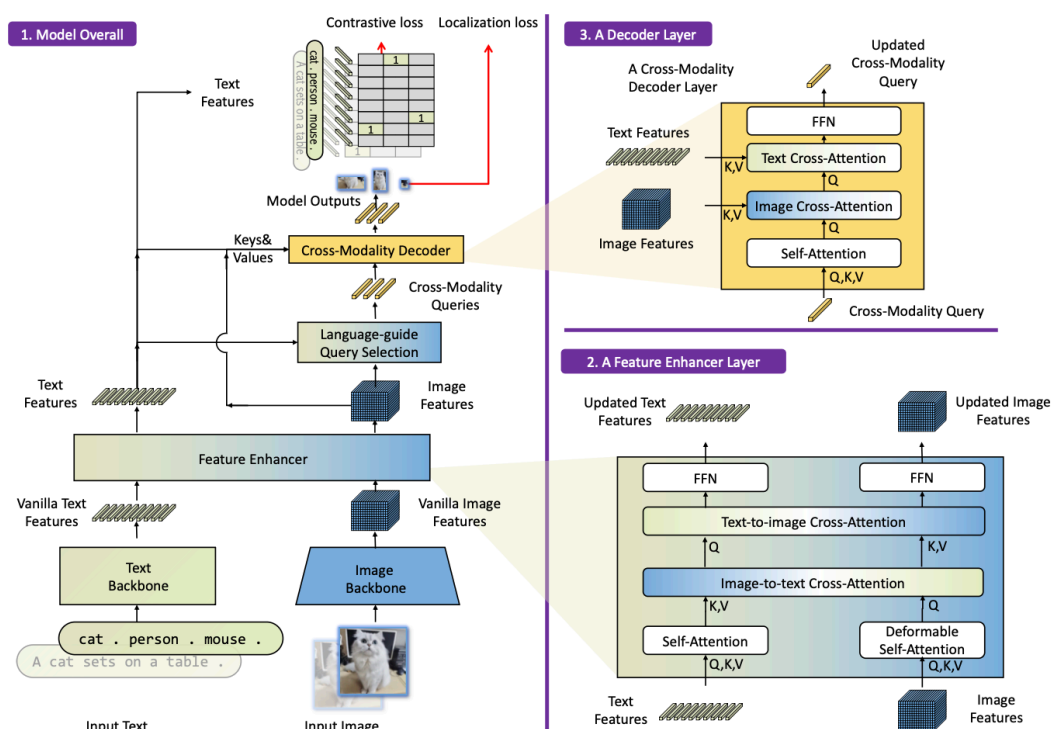 1. Model Overall
Contrastive loss
Localization loss
Text
Features
cat . person . mouse .
A cat sets on a table .
1
1
1
1
Model Outputs
Keys&
Values
Cross-Modality Decoder
Cross-Modality
Queries
Language-guide
Query Selection
Text
Features
Image
Features
Feature Enhancer
Vanilla Text
Features
Vanilla Image
Features
Text
Backbone
Image
Backbone
cat . person . mouse .
A cat sets on a table .
Input Text
Input Image
3. A Decoder Layer
A Cross-Modality
Decoder Layer
Updated
Cross-Modality
Query
FFN
Text Features
K,V
Text Cross-Attention
Q
K,V
Image Cross-Attention
Image Features
Q
Self-Attention
Q,K,V
Cross-Modality Query
2. A Feature Enhancer Layer
Updated Text
Features
Updated Image
Features
FFN
FFN
Text-to-image Cross-Attention
Q
K,V
Image-to-text Cross-Attention
K,V
Q
Self-Attention
Deformable
Self-Attention
Q,K,V
Q,K,V
Text
Features
Image
Features